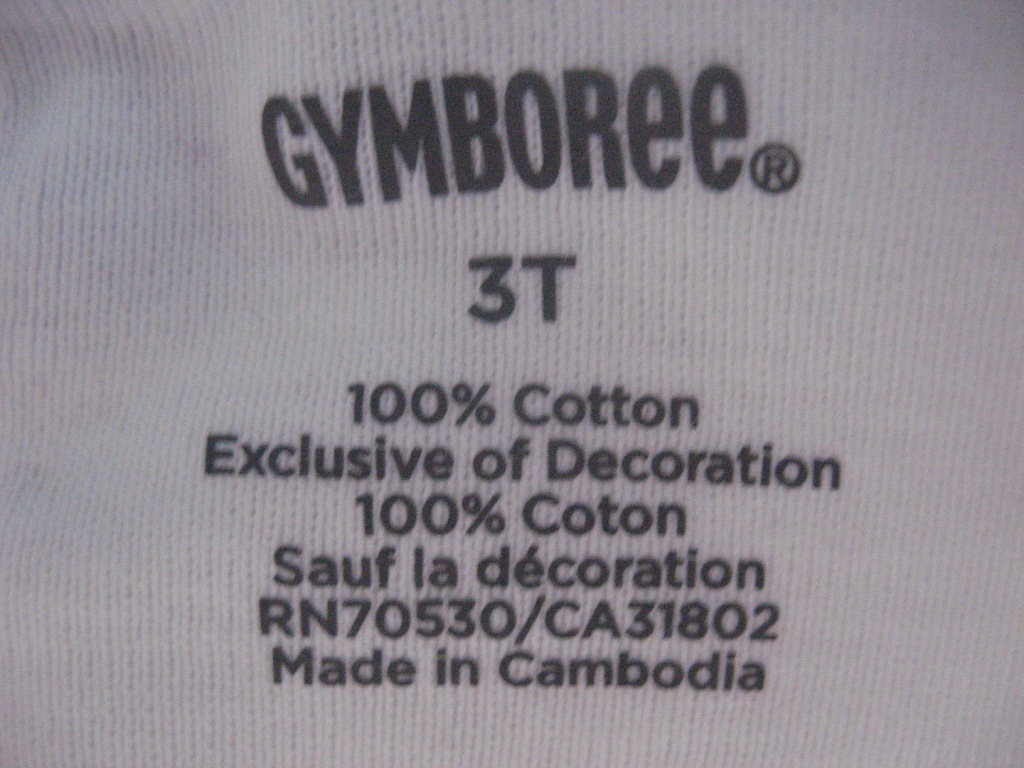 GYMBOREE®
3T
100% Cotton
Exclusive of Decoration
100% Coton
Sauf la décoration
RN70530/CA31802
Made in Cambodia